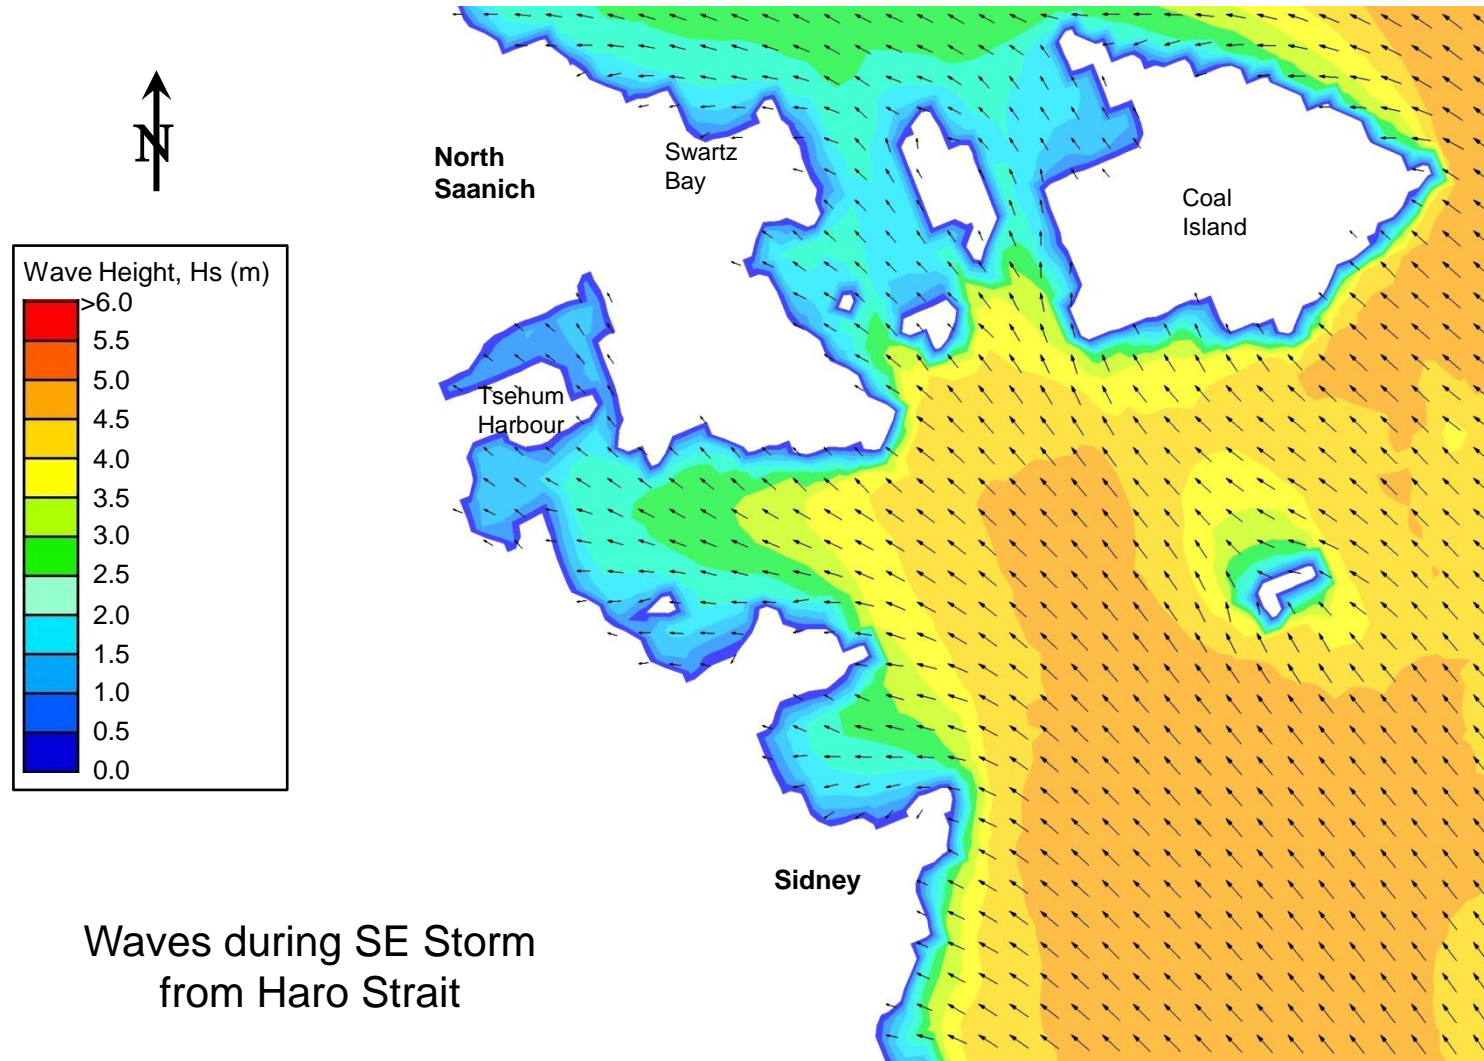 N
North
Saanich
Swartz
Bay
Coal
Island
Wave Height, Hs (m)
>6.0
5.5
5.0
4.5
4.0
3.5
3.0
2.5
2.0
1.5
1.0
0.5
0.0
Tsehum
Harbour
Sidney
Waves during SE Storm
from Haro Strait